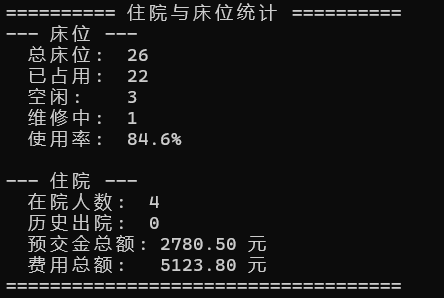 ========== 住院与床位统计 ==========
--- 床位 ---
  总床位:  26
  已占用:  22
  空闲:    3
  维修中:  1
  使用率:  84.6%

--- 住院 ---
  在院人数:  4
  历史出院:  0
  预交金总额: 2780.50 元
  费用总额:   5123.80 元
====================================